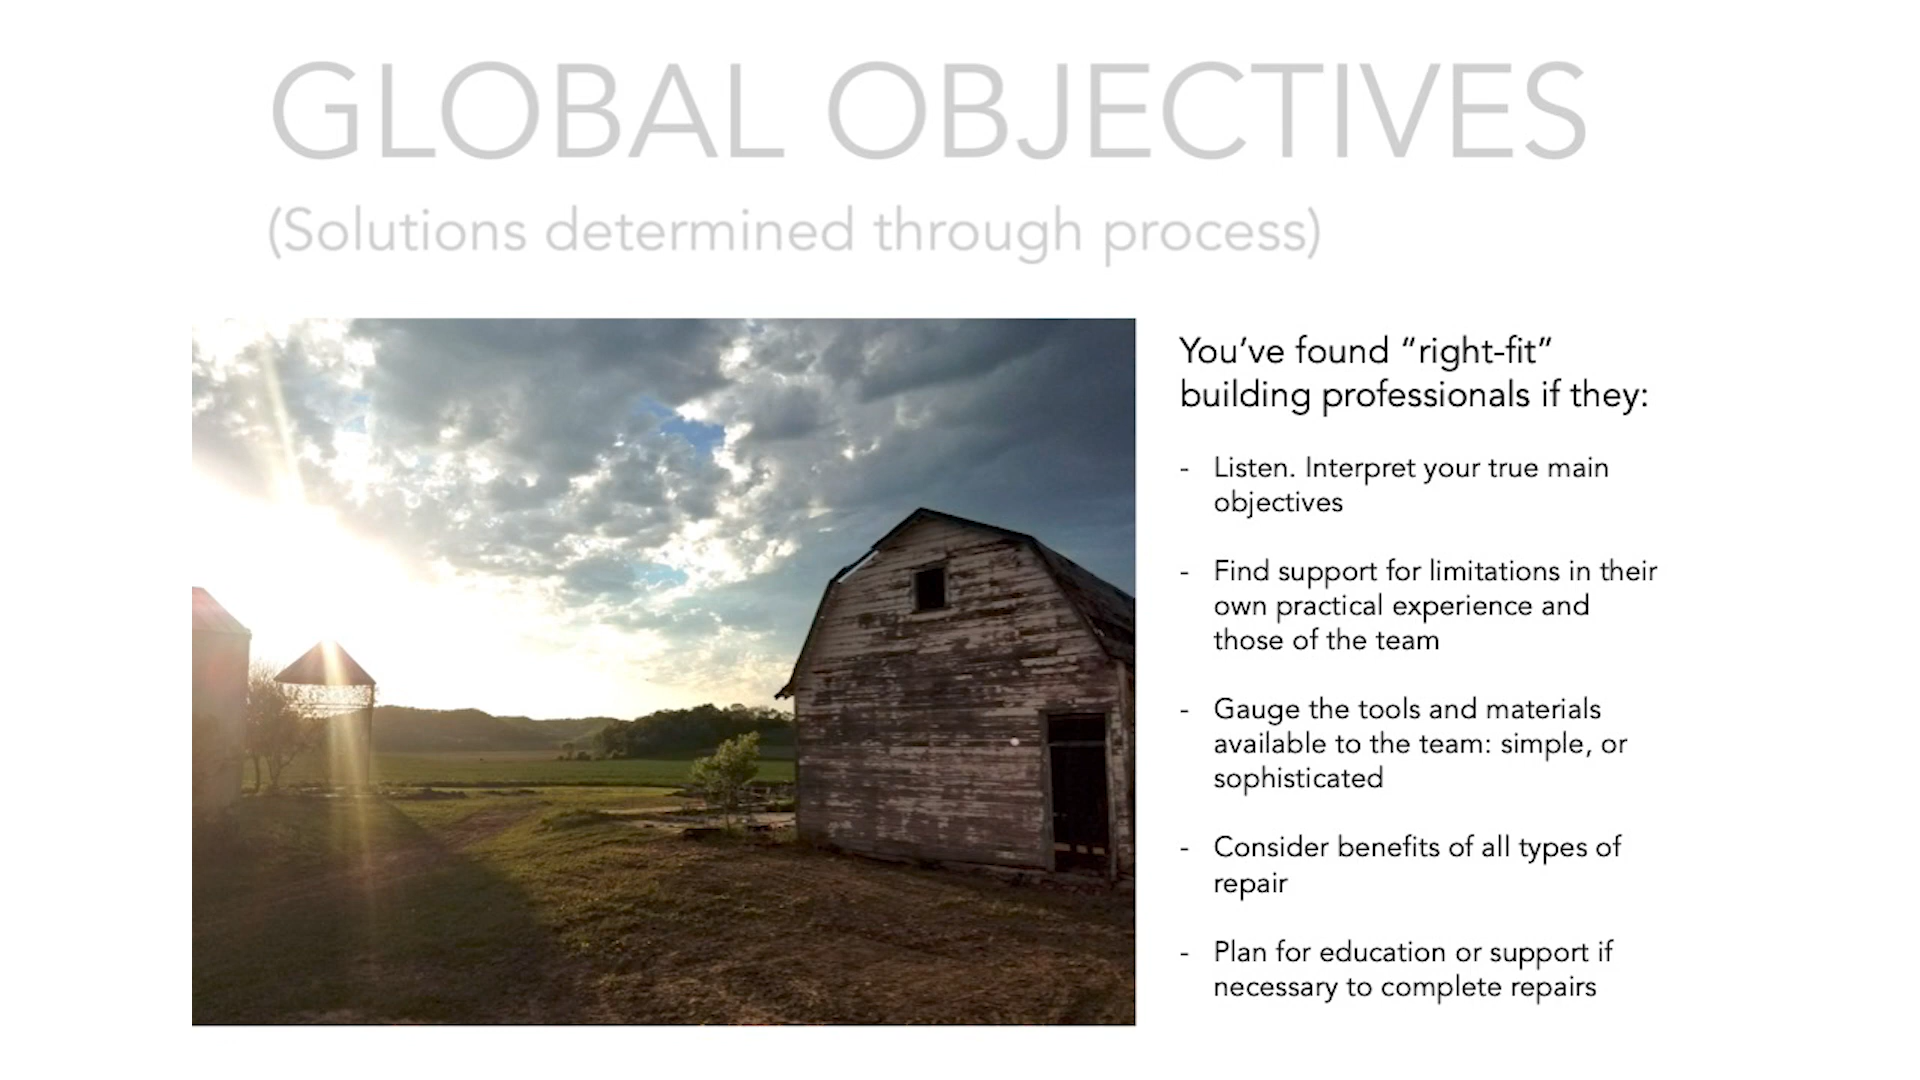 GLOBAL OBJECTIVES
(Solutions determined through process)
You’ve found “right-fit”
building professionals if they:
- Listen. Interpret your true main
objectives
- Find support for limitations in their
own practical experience and
those of the team
- Gauge the tools and materials
available to the team: simple, or
sophisticated
- Consider benefits of all types of
repair
- Plan for education or support if
necessary to complete repairs